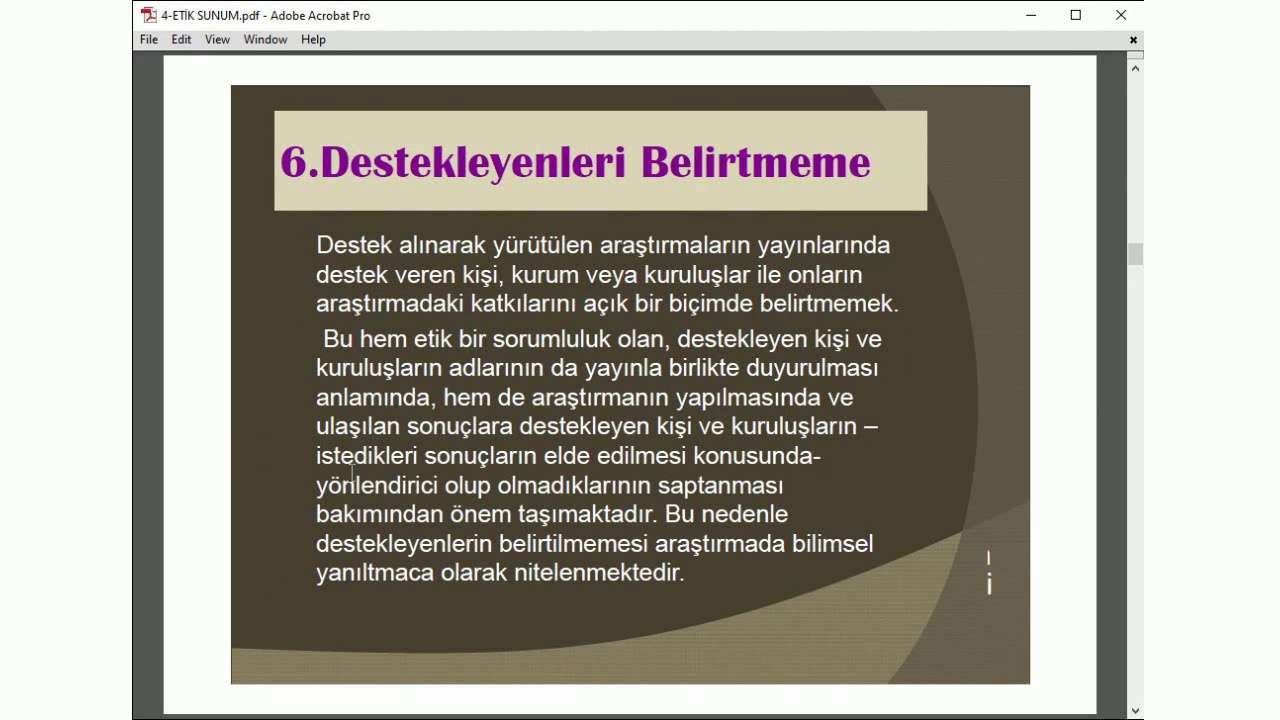 4-ETİK SUNUM.pdf - Adobe Acrobat Pro
File Edit View Window Help
6.Destekleyenleri Belirtmeme
Destek alınarak yürütülen araştırmaların yayınlarında
destek veren kişi, kurum veya kuruluşlar ile onların
araştırmadaki katkılarını açık bir biçimde belirtmemek.
Bu hem etik bir sorumluluk olan, destekleyen kişi ve
kuruluşların adlarının da yayınla birlikte duyurulması
anlamında, hem de araştırmanın yapılmasında ve
ulaşılan sonuçlara destekleyen kişi ve kuruluşların –
istedikleri sonuçların elde edilmesi konusunda-
yönlendirici olup olmadıklarının saptanması
bakımından önem taşımaktadır. Bu nedenle
destekleyenlerin belirtilmemesi araştırmada bilimsel
yanıltmaca olarak nitelenmektedir.
ı
i